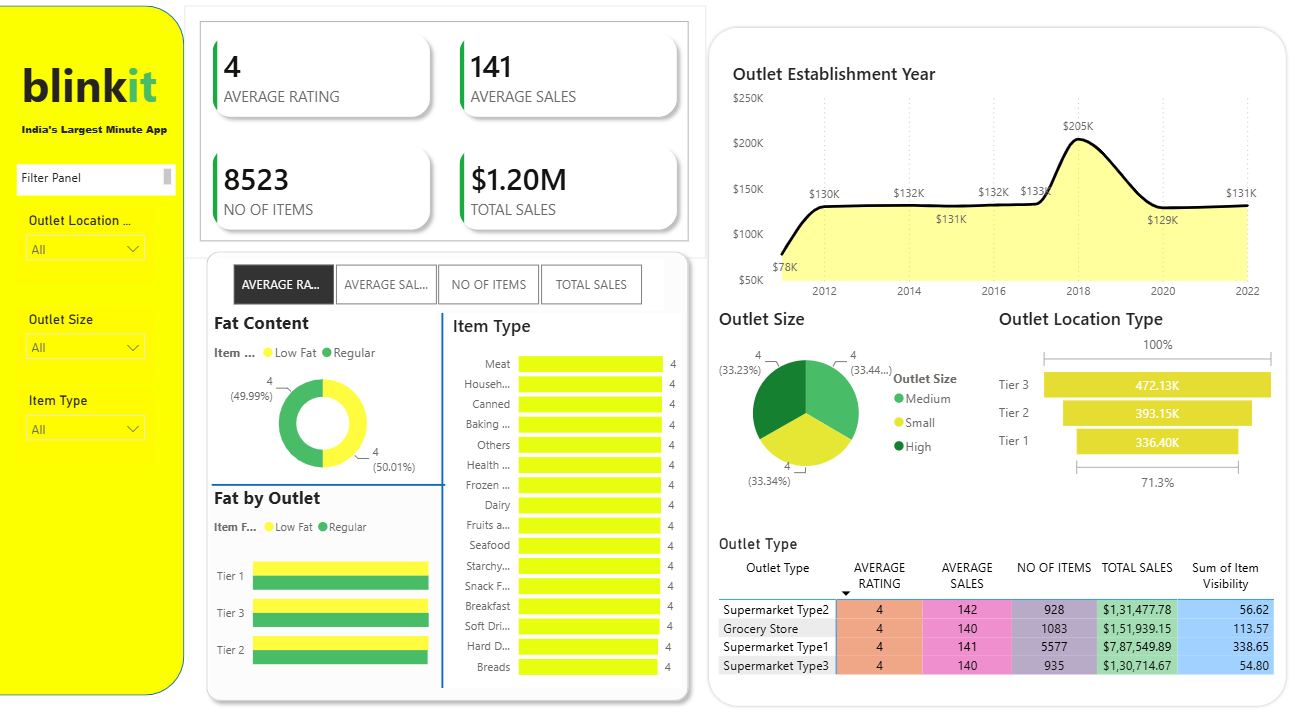 blinkit
India's Largest Minute App
Filter Panel
Outlet Location ...
All
Outlet Size
All
Item Type
All
4
AVERAGE RATING
141
AVERAGE SALES
8523
NO OF ITEMS
$1.20M
TOTAL SALES
AVERAGE RA... AVERAGE SAL... NO OF ITEMS TOTAL SALES
Fat Content
Item ... Low Fat Regular
4
(49.99%)
4
(50.01%)
Fat by Outlet
Item F... Low Fat Regular
Tier 1
Tier 3
Tier 2
Item Type
Meat 4
Househ... 4
Canned 4
Baking ... 4
Others 4
Health ... 4
Frozen ... 4
Dairy 4
Fruits a... 4
Seafood 4
Starchy... 4
Snack F... 4
Breakfast 4
Soft Dri... 4
Hard D... 4
Breads 4
Outlet Establishment Year
$250K
$200K
$150K
$100K
$50K
$78K
$130K
$132K
$131K
$132K
$133K
$205K
$129K
$131K
2012 2014 2016 2018 2020 2022
Outlet Size
4
(33.23%)
4
(33.44...)
4
(33.34%)
Outlet Size
Medium
Small
High
Outlet Location Type
100%
Tier 3 472.13K
Tier 2 393.15K
Tier 1 336.40K
71.3%
Outlet Type
Outlet Type AVERAGE RATING AVERAGE SALES NO OF ITEMS TOTAL SALES Sum of Item Visibility
Supermarket Type2 4 142 928 $1,31,477.78 56.62
Grocery Store 4 140 1083 $1,51,939.15 113.57
Supermarket Type1 4 141 5577 $7,87,549.89 338.65
Supermarket Type3 4 140 935 $1,30,714.67 54.80